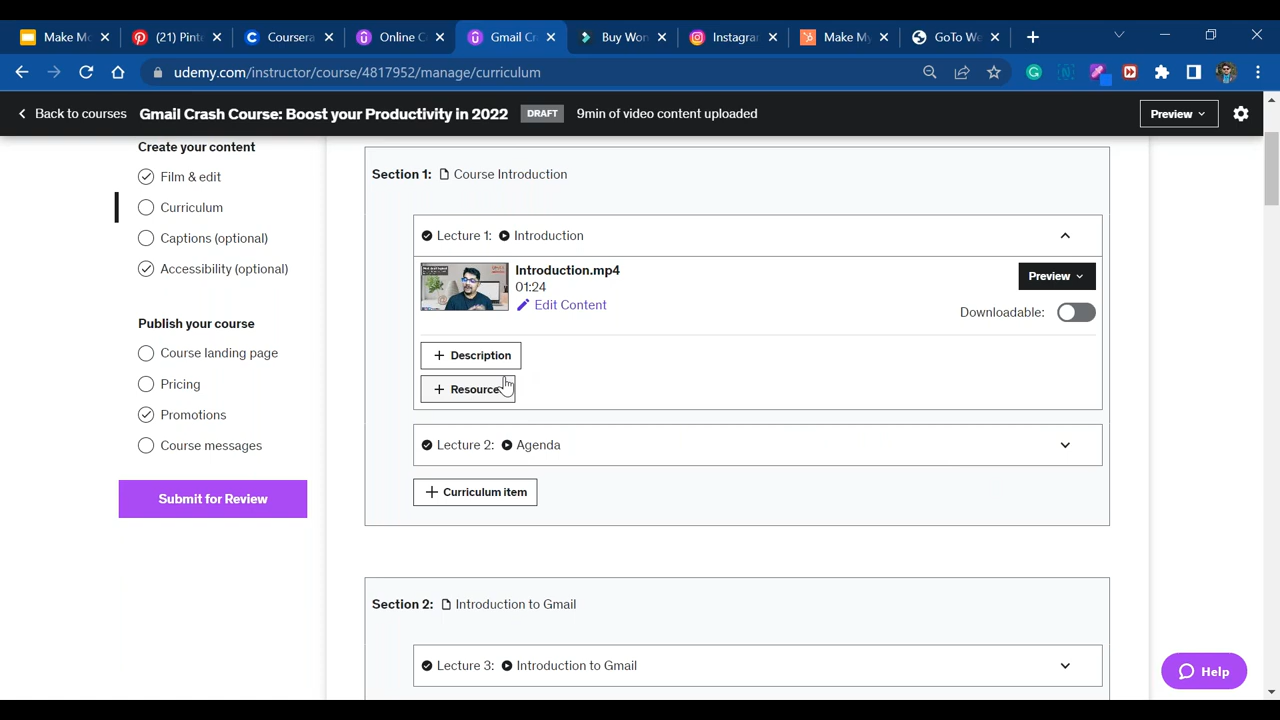 Make Mo
(21) Pint
Coursera
Online C
Gmail Cr
Buy Won
Instagra
Make My
GoTo We
udemy.com/instructor/course/4817952/manage/curriculum
Back to courses Gmail Crash Course: Boost your Productivity in 2022 DRAFT 9min of video content uploaded Preview
Create your content
Film & edit
Curriculum
Captions (optional)
Accessibility (optional)
Publish your course
Course landing page
Pricing
Promotions
Course messages
Submit for Review
Section 1: Course Introduction
Lecture 1: Introduction
Introduction.mp4
01:24
Edit Content
Preview
Downloadable:
+ Description
+ Resource
Lecture 2: Agenda
+ Curriculum item
Section 2: Introduction to Gmail
Lecture 3: Introduction to Gmail
Help